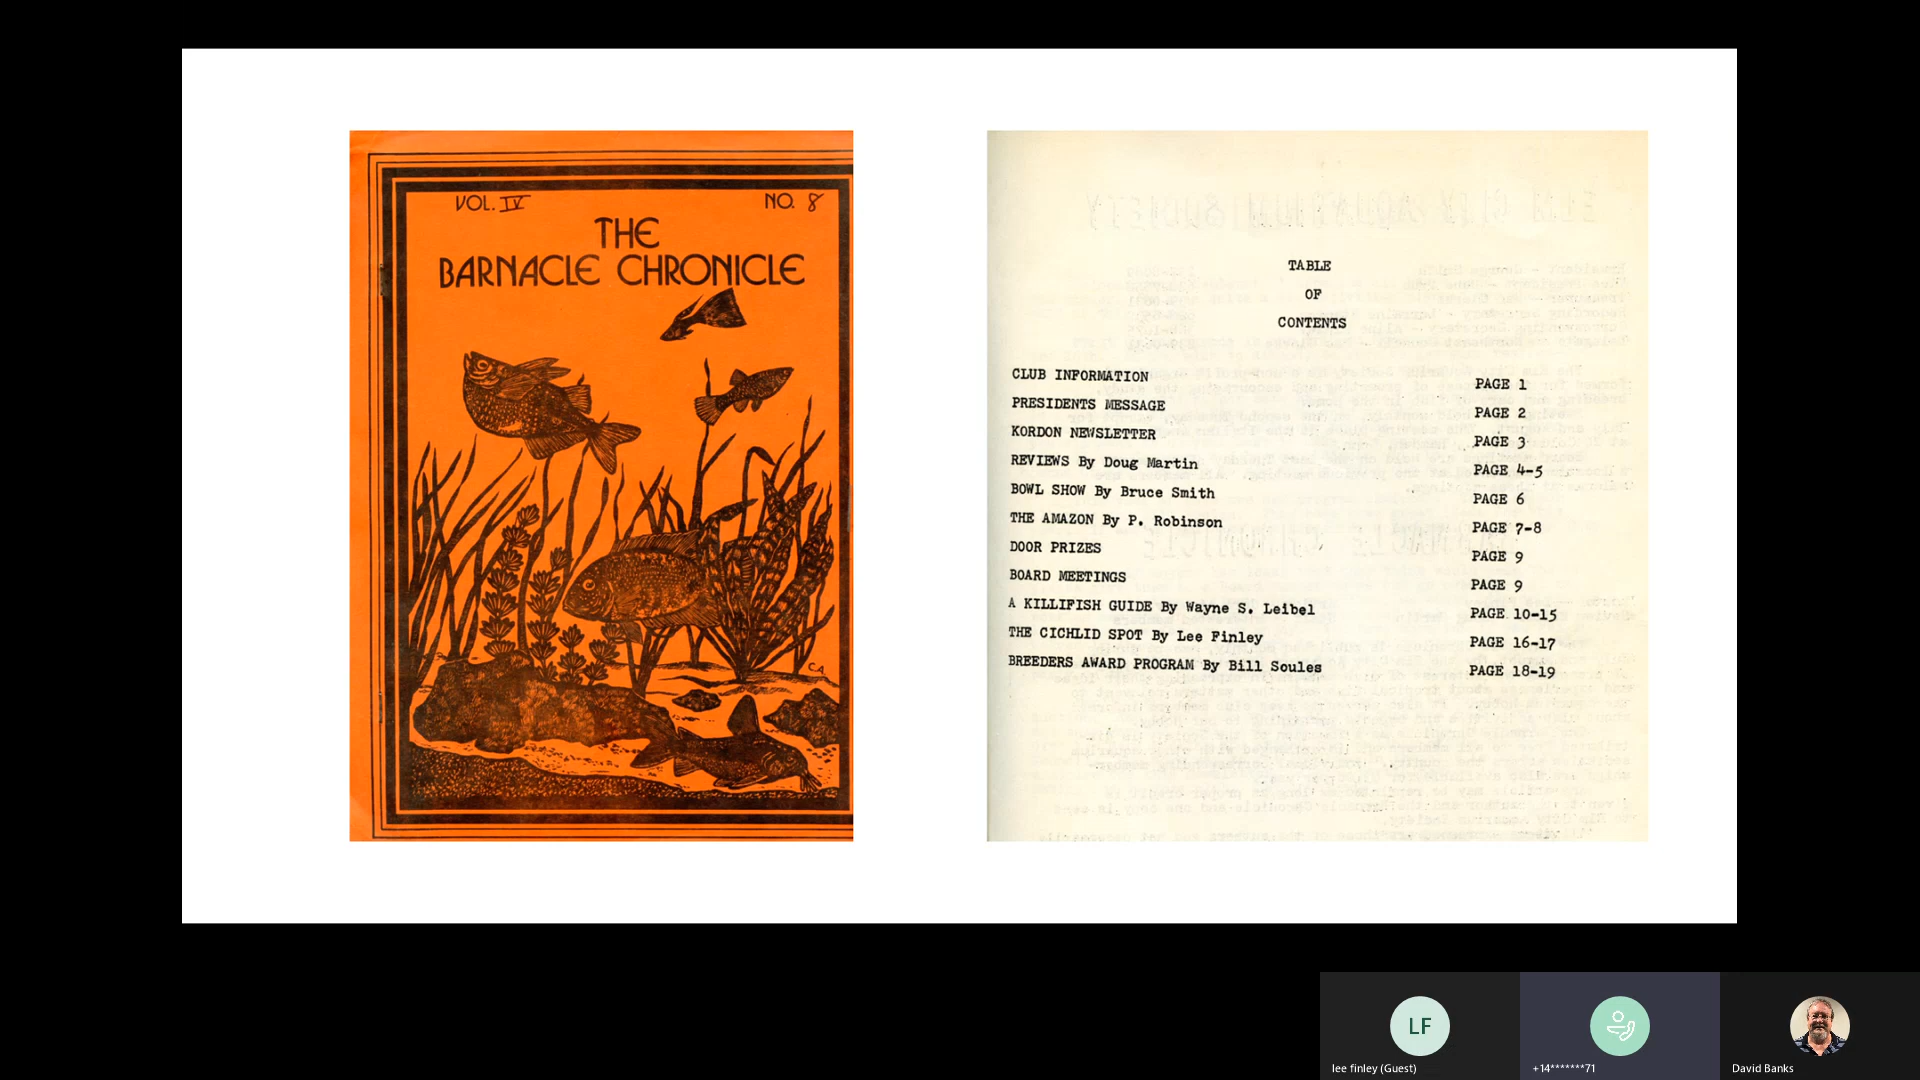 VOL. IV
NO. 8
THE
BARNACLE CHRONICLE
C.A.
TABLE
OF
CONTENTS
CLUB INFORMATION PAGE 1
PRESIDENTS MESSAGE PAGE 2
KORDON NEWSLETTER PAGE 3
REVIEWS By Doug Martin PAGE 4-5
BOWL SHOW By Bruce Smith PAGE 6
THE AMAZON By P. Robinson PAGE 7-8
DOOR PRIZES PAGE 9
BOARD MEETINGS PAGE 9
A KILLIFISH GUIDE By Wayne S. Leibel PAGE 10-15
THE CICHLID SPOT By Lee Finley PAGE 16-17
BREEDERS AWARD PROGRAM By Bill Soules PAGE 18-19
LF
lee finley (Guest)
+14*******71
David Banks